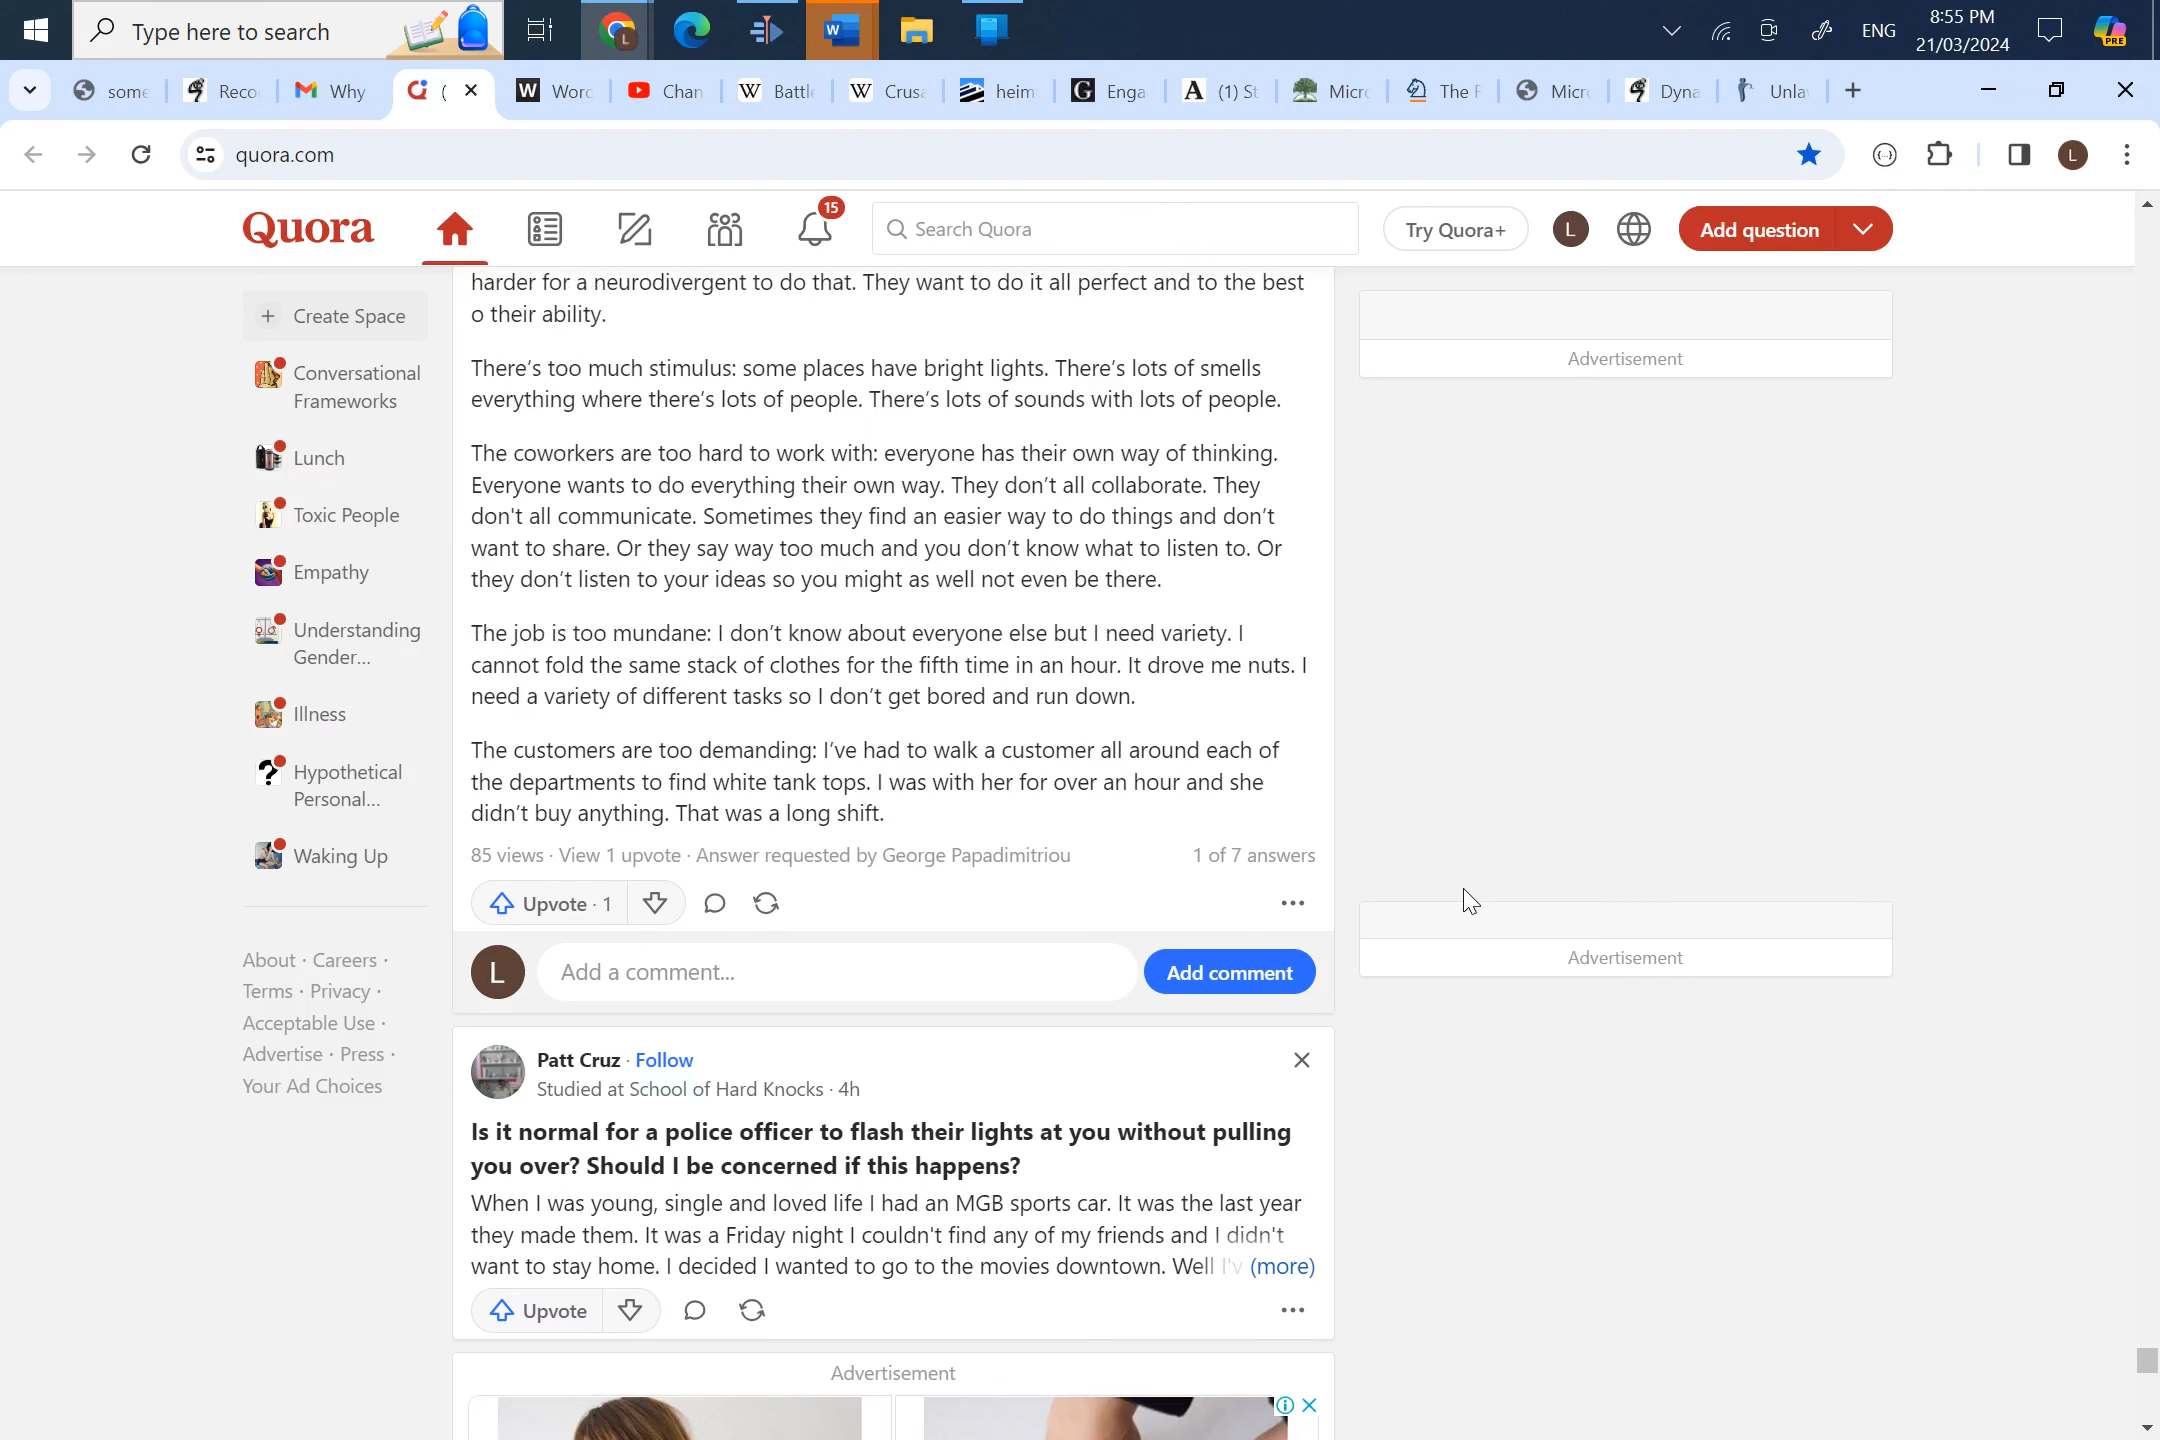 Type here to search
ENG
8:55 PM
21/03/2024
PRE
some
Reco
Why
(
W Word
Chan
W Battle
W Crusa
heim
G Enga
A (1) St
Micro
The F
Micro
Dyna
Unla
quora.com
L
Quora
15
Search Quora
Try Quora+
L
Add question
harder for a neurodivergent to do that. They want to do it all perfect and to the best
o their ability.
There’s too much stimulus: some places have bright lights. There’s lots of smells
everything where there’s lots of people. There’s lots of sounds with lots of people.
The coworkers are too hard to work with: everyone has their own way of thinking.
Everyone wants to do everything their own way. They don’t all collaborate. They
don't all communicate. Sometimes they find an easier way to do things and don’t
want to share. Or they say way too much and you don’t know what to listen to. Or
they don’t listen to your ideas so you might as well not even be there.
The job is too mundane: I don’t know about everyone else but I need variety. I
cannot fold the same stack of clothes for the fifth time in an hour. It drove me nuts. I
need a variety of different tasks so I don’t get bored and run down.
The customers are too demanding: I’ve had to walk a customer all around each of
the departments to find white tank tops. I was with her for over an hour and she
didn’t buy anything. That was a long shift.
85 views · View 1 upvote · Answer requested by George Papadimitriou
1 of 7 answers
Upvote · 1
L
Add a comment...
Add comment
Patt Cruz · Follow
Studied at School of Hard Knocks · 4h
Is it normal for a police officer to flash their lights at you without pulling
you over? Should I be concerned if this happens?
When I was young, single and loved life I had an MGB sports car. It was the last year
they made them. It was a Friday night I couldn't find any of my friends and I didn't
want to stay home. I decided I wanted to go to the movies downtown. Well I'v (more)
Upvote
Advertisement
+ Create Space
Conversational
Frameworks
Lunch
Toxic People
Empathy
Understanding
Gender...
Illness
Hypothetical
Personal...
Waking Up
About · Careers ·
Terms · Privacy ·
Acceptable Use ·
Advertise · Press ·
Your Ad Choices
Advertisement
Advertisement